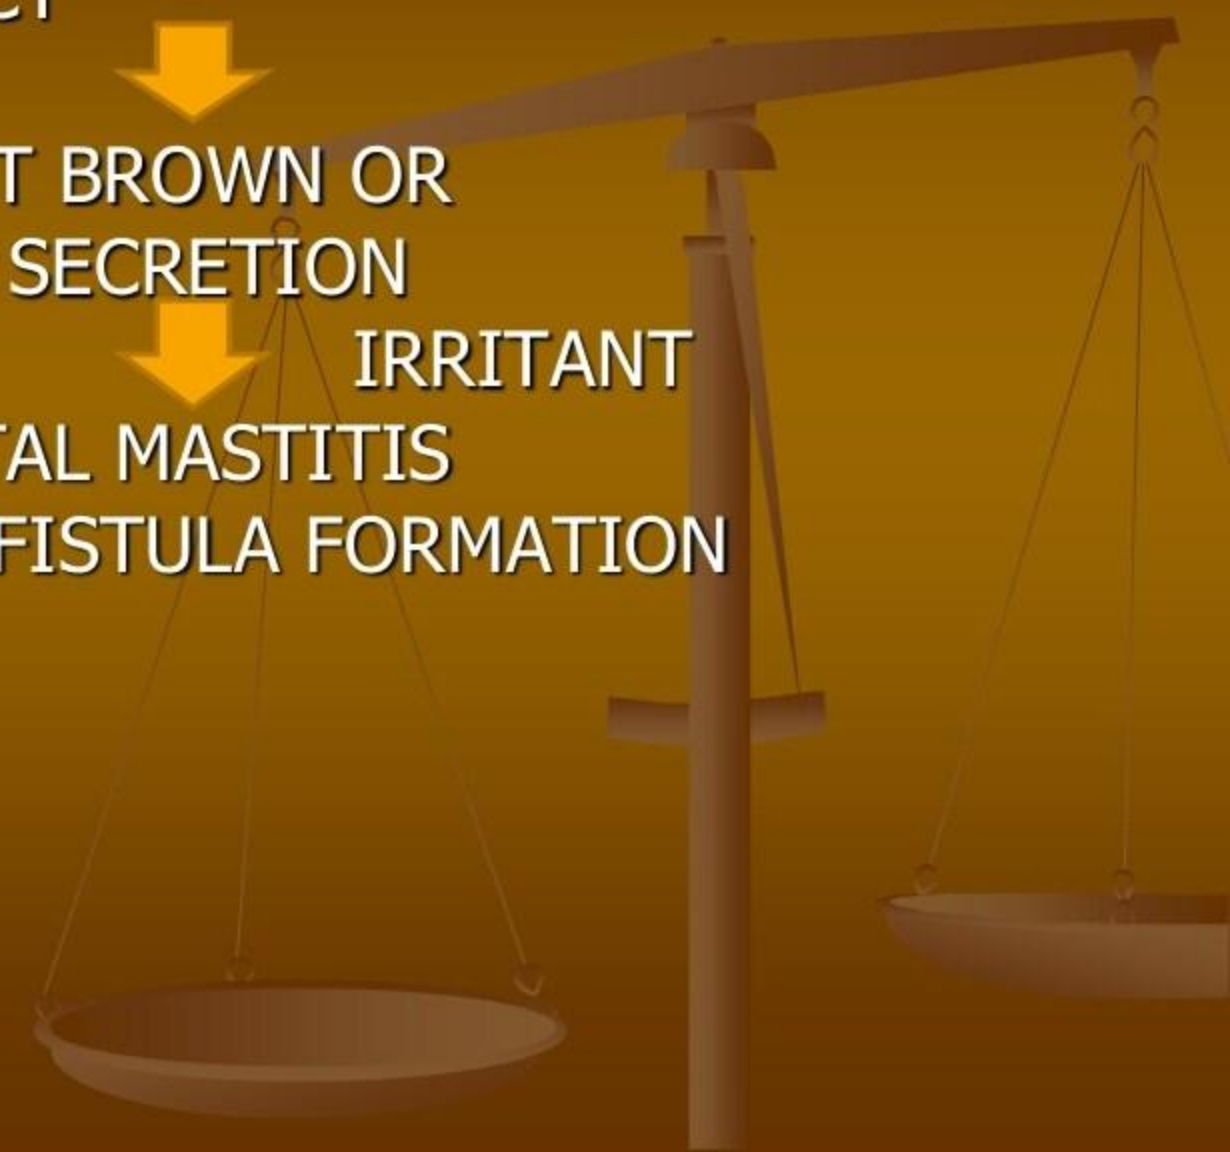 T BROWN OR
SECRETION
IRRITANT
TAL MASTITIS
FISTULA FORMATION